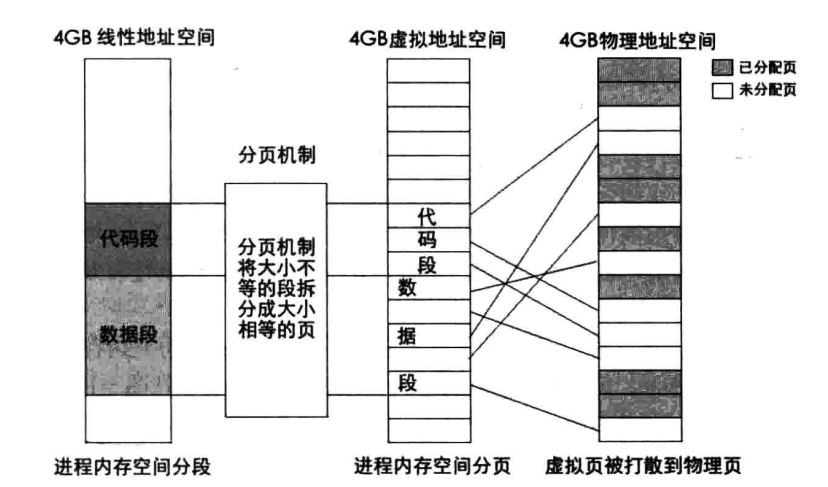 4GB 线性地址空间
4GB虚拟地址空间
4GB物理地址空间
已分配页
未分配页
分页机制
代码段
数据段
分页机制
将大小不
等的段拆
分成大小
相等的页
代
码
段
数
据
段
进程内存空间分段
进程内存空间分页
虚拟页被打散到物理页